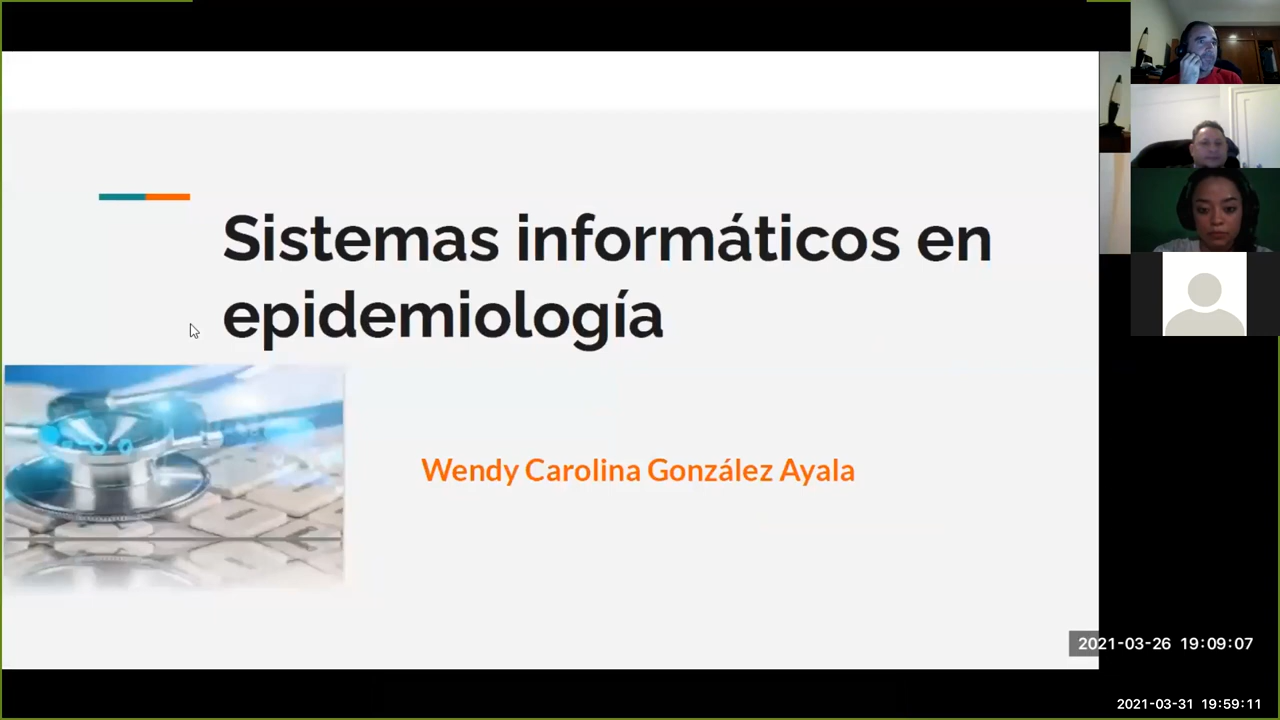 Sistemas informáticos en
epidemiología
Wendy Carolina González Ayala
2021-03-26 19:09:07
2021-03-31 19:59:11